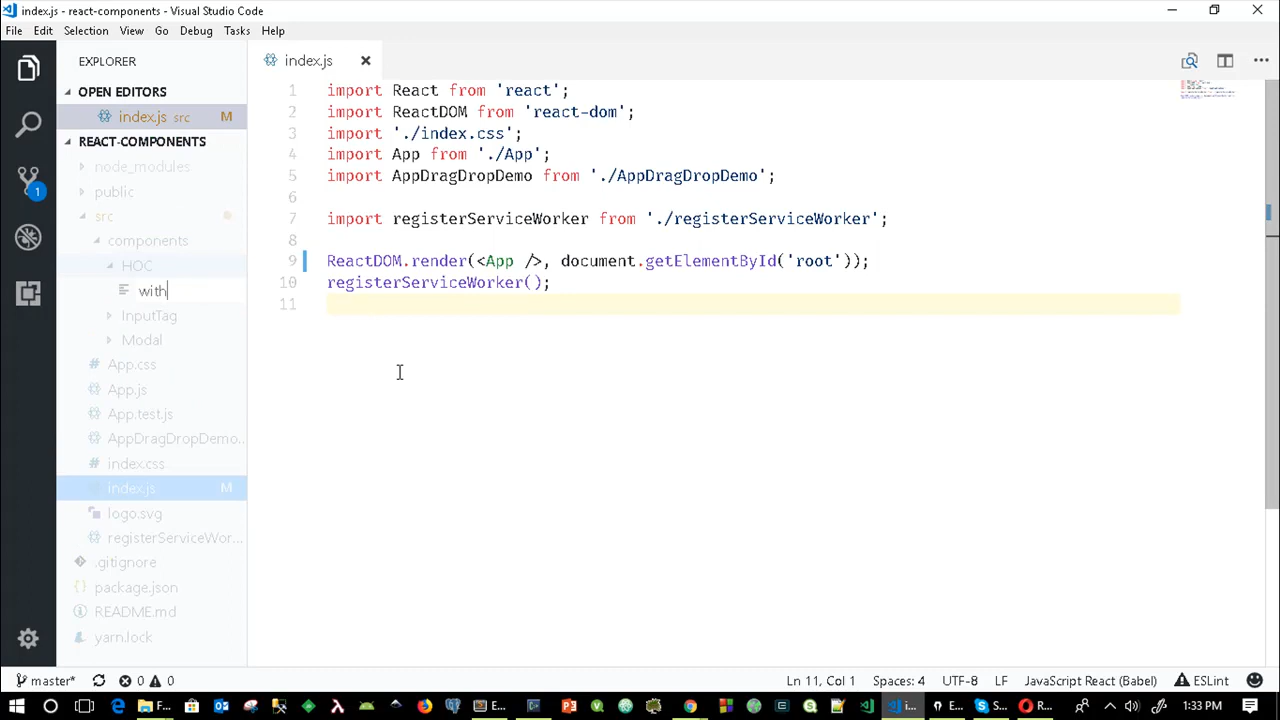 index.js - react-components - Visual Studio Code
File Edit Selection View Go Debug Tasks Help
EXPLORER
OPEN EDITORS
index.js src M
REACT-COMPONENTS
node_modules
public
src
components
HOC
with
InputTag
Modal
App.css
App.js
App.test.js
AppDragDropDemo...
index.css
index.js M
logo.svg
registerServiceWor...
.gitignore
package.json
README.md
yarn.lock
1
index.js
1 import React from 'react';
2 import ReactDOM from 'react-dom';
3 import './index.css';
4 import App from './App';
5 import AppDragDropDemo from './AppDragDropDemo';
6
7 import registerServiceWorker from './registerServiceWorker';
8
9 ReactDOM.render(<App />, document.getElementById('root'));
10 registerServiceWorker();
11
master* 0 0 Ln 11, Col 1 Spaces: 4 UTF-8 LF JavaScript React (Babel) ESLint
F... E... i... E... S... R... 1:33 PM